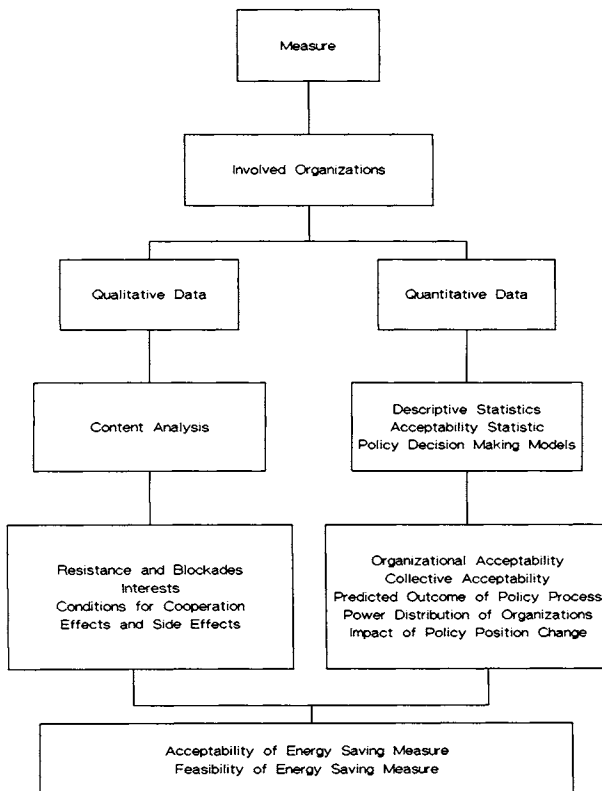 Measure
Involved Organizations
Qualitative Data
Quantitative Data
Content Analysis
Descriptive Statistics
Acceptability Statistic
Policy Decision Making Models
Resistance and Blockades
Interests
Conditions for Cooperation
Effects and Side Effects
Organizational Acceptability
Collective Acceptability
Predicted Outcome of Policy Process
Power Distribution of Organizations
Impact of Policy Position Change
Acceptability of Energy Saving Measure
Feasibility of Energy Saving Measure